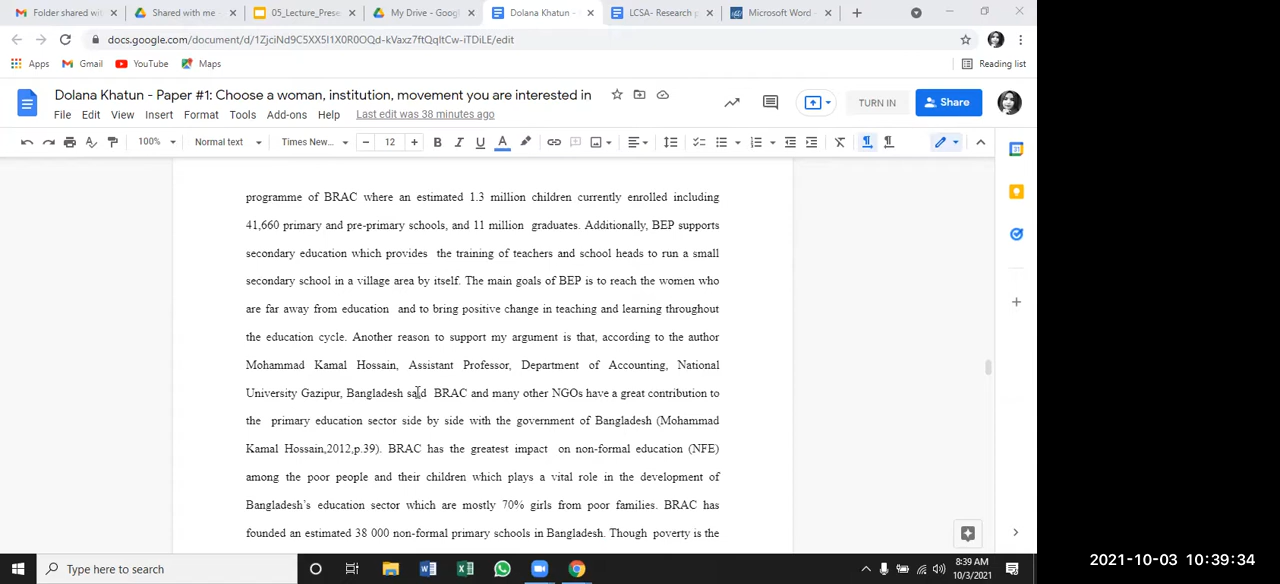 Folder shared with
Shared with me -
05_Lecture_Prese
My Drive - Goog
Dolana Khatun -
LCSA- Research p
Microsoft Word -
docs.google.com/document/d/1ZjciNd9C5XX5I1X0R0OQd-kVaxz7ftQqItCw-iTDiLE/edit
Apps Gmail YouTube Maps Reading list
Dolana Khatun - Paper #1: Choose a woman, institution, movement you are interested in
File Edit View Insert Format Tools Add-ons Help Last edit was 38 minutes ago
TURN IN Share
100% Normal text Times New... 12 B I U A
programme of BRAC where an estimated 1.3 million children currently enrolled including
41,660 primary and pre-primary schools, and 11 million graduates. Additionally, BEP supports
secondary education which provides the training of teachers and school heads to run a small
secondary school in a village area by itself. The main goals of BEP is to reach the women who
are far away from education and to bring positive change in teaching and learning throughout
the education cycle. Another reason to support my argument is that, according to the author
Mohammad Kamal Hossain, Assistant Professor, Department of Accounting, National
University Gazipur, Bangladesh said BRAC and many other NGOs have a great contribution to
the primary education sector side by side with the government of Bangladesh (Mohammad
Kamal Hossain,2012,p.39). BRAC has the greatest impact on non-formal education (NFE)
among the poor people and their children which plays a vital role in the development of
Bangladesh's education sector which are mostly 70% girls from poor families. BRAC has
founded an estimated 38 000 non-formal primary schools in Bangladesh. Though poverty is the
Type here to search
8:39 AM
10/3/2021
2021-10-03 10:39:34